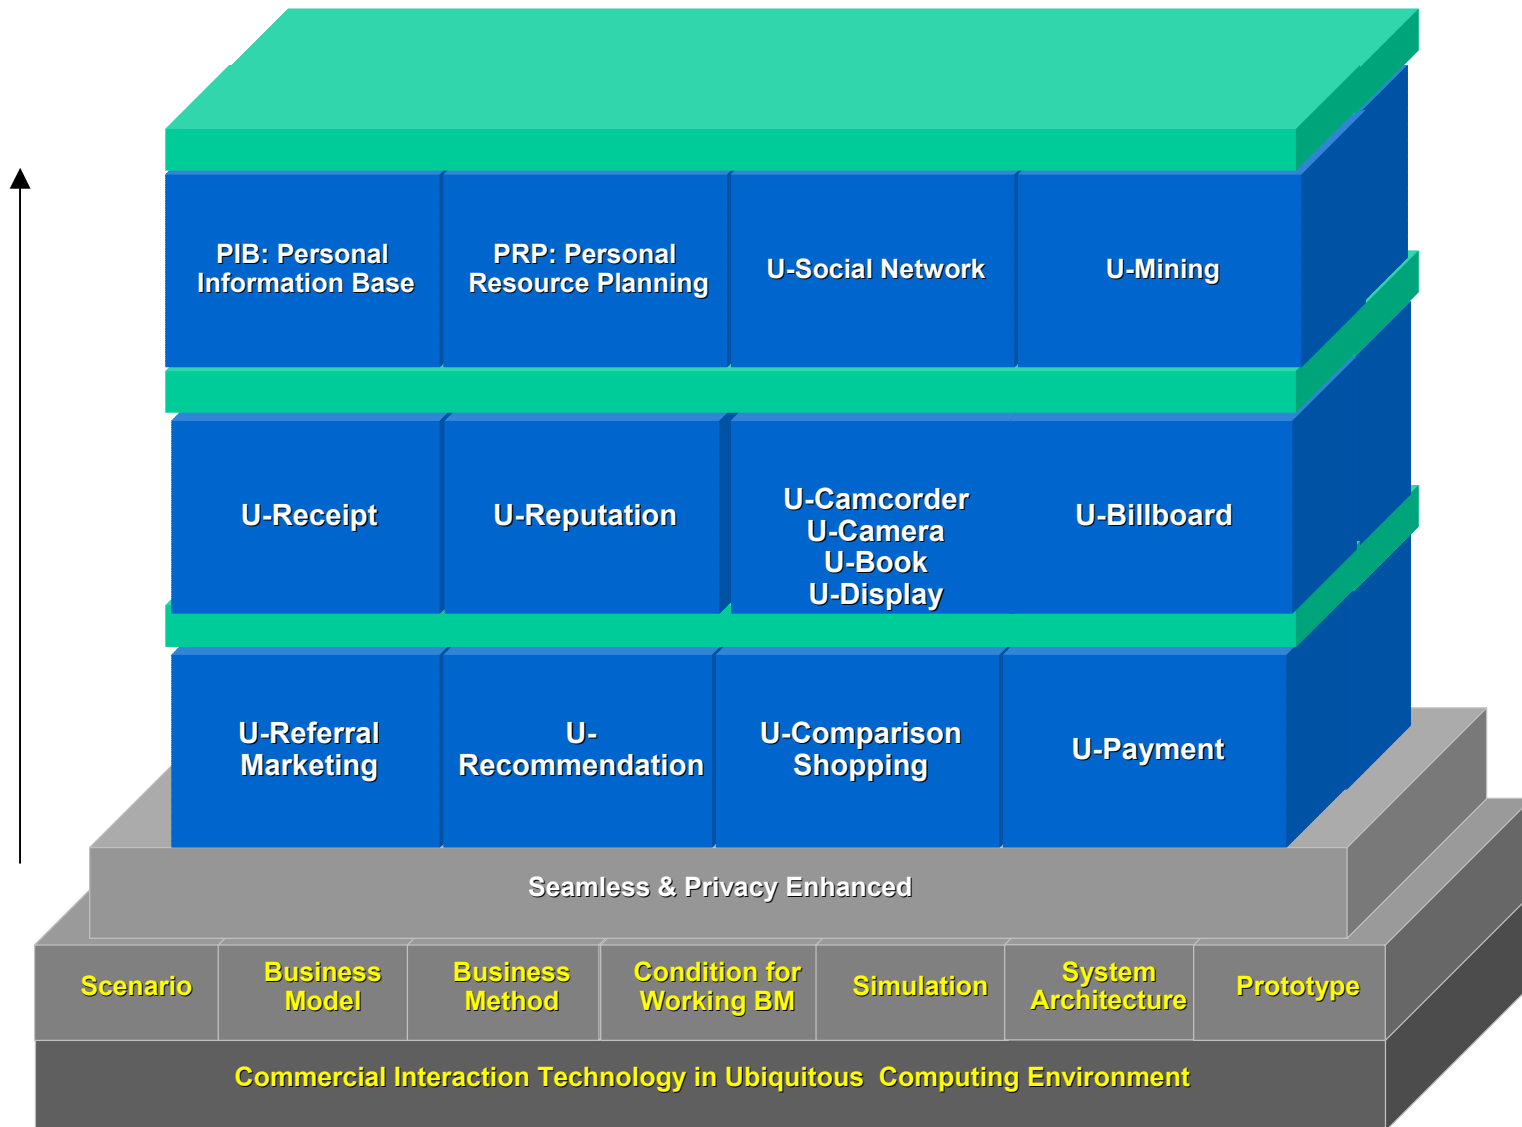 PIB: Personal
Information Base
PRP: Personal
Resource Planning
U-Social Network
U-Mining
U-Receipt
U-Reputation
U-Camcorder
U-Camera
U-Book
U-Display
U-Billboard
U-Referral
Marketing
U-
Recommendation
U-Comparison
Shopping
U-Payment
Seamless & Privacy Enhanced
Scenario
Business
Model
Business
Method
Condition for
Working BM
Simulation
System
Architecture
Prototype
Commercial Interaction Technology in Ubiquitous Computing Environment